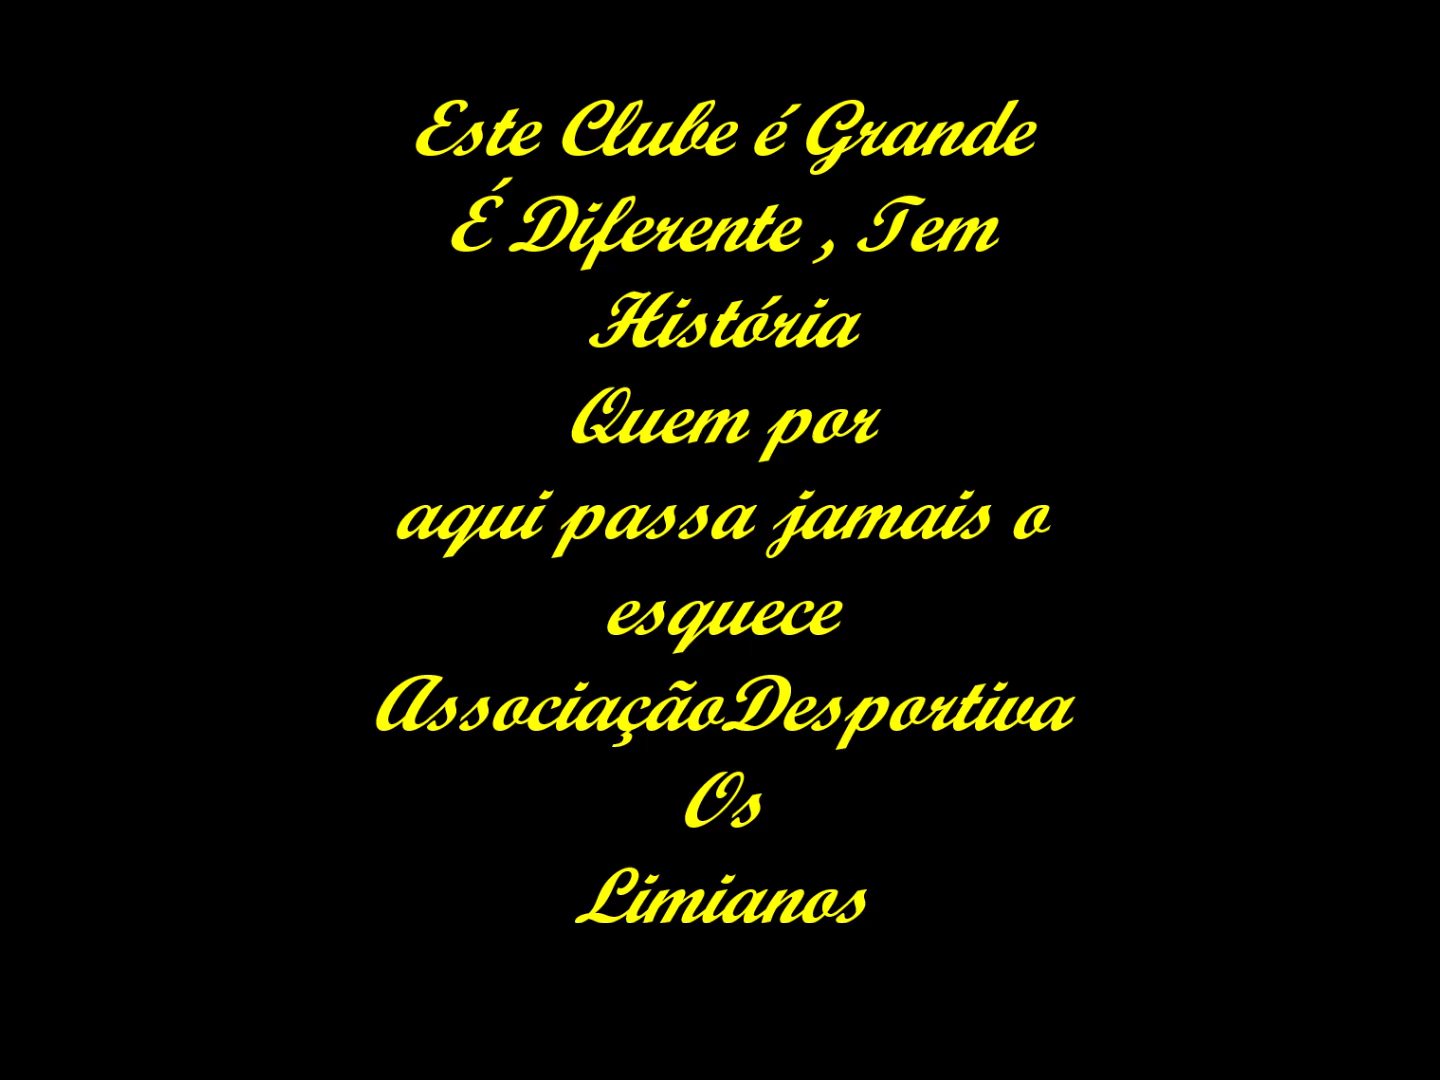 Este Clube é Grande
É Diferente , Tem
História
Quem por
aqui passa jamais o
esquece
AssociaçãoDesportiva
Os
Limianos